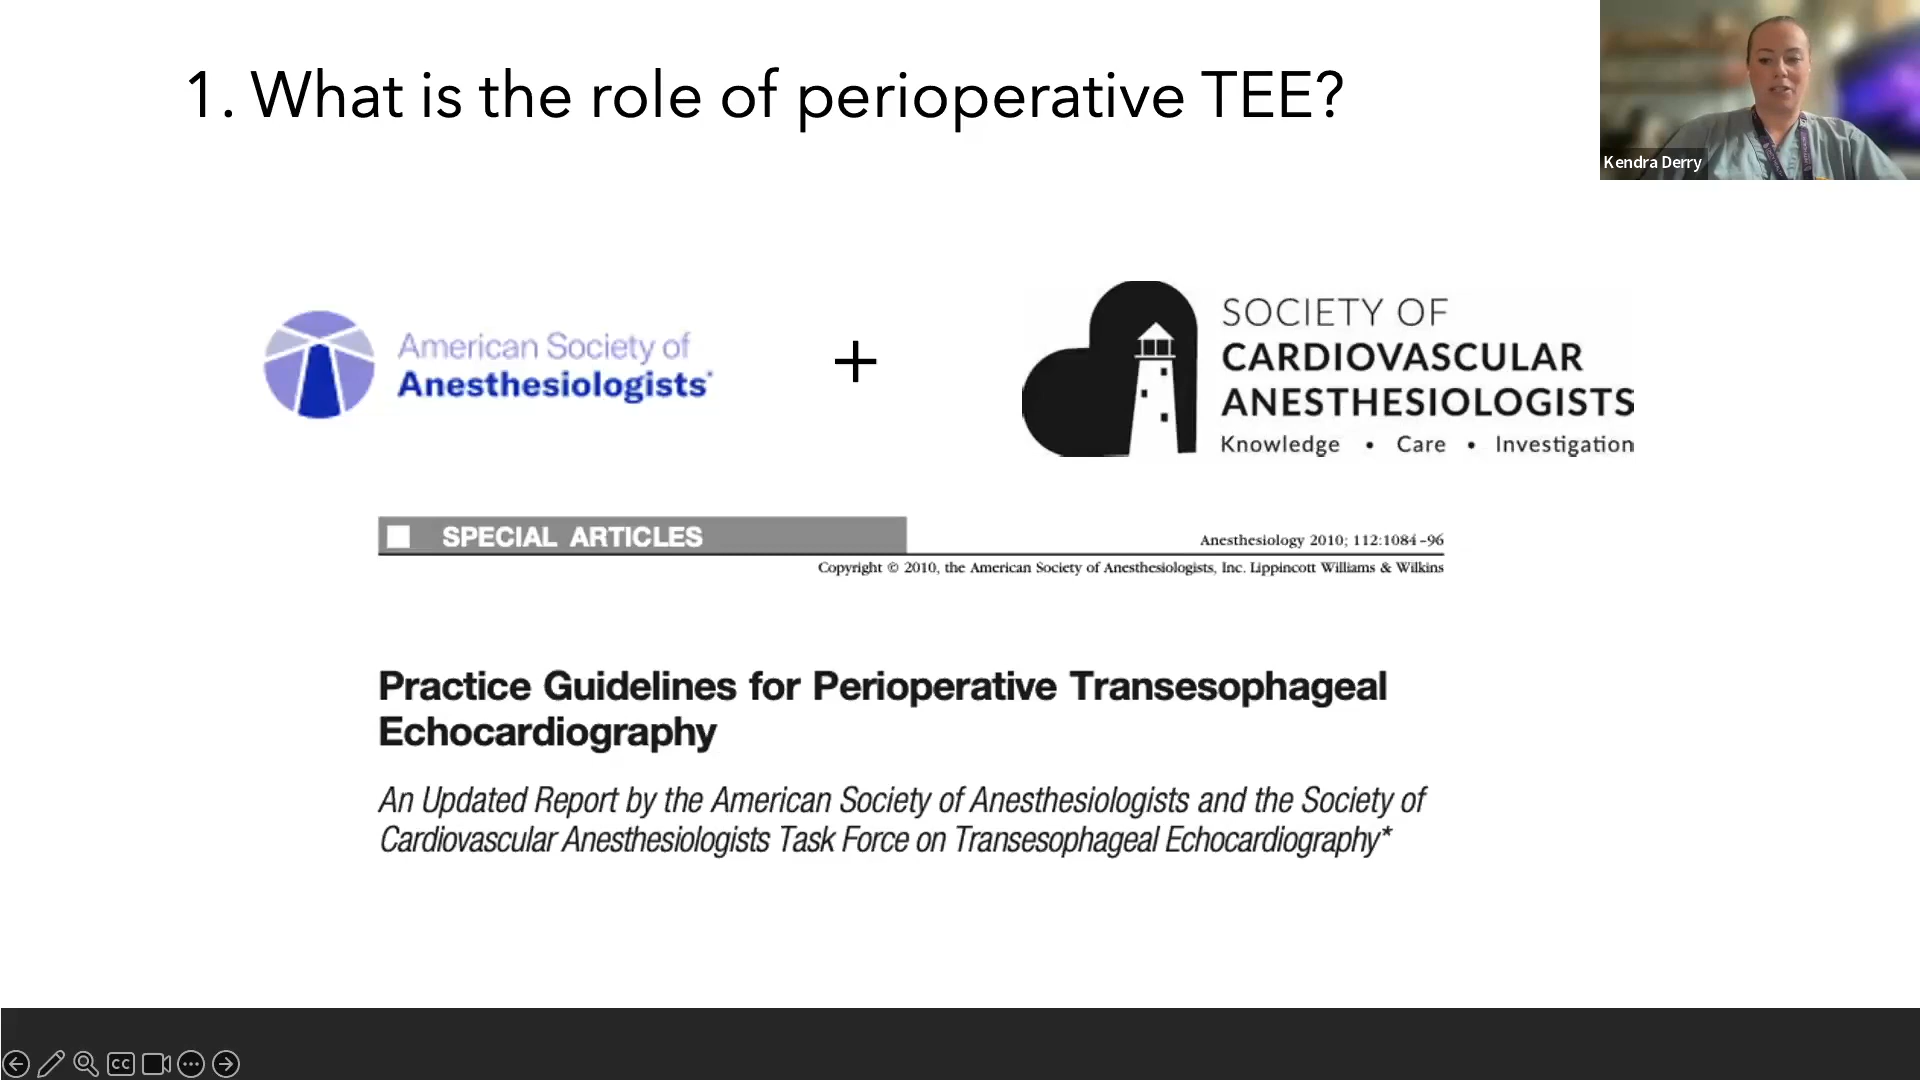 1. What is the role of perioperative TEE?
Kendra Derry
American Society of
Anesthesiologists
+
SOCIETY OF
CARDIOVASCULAR
ANESTHESIOLOGISTS
Knowledge • Care • Investigation
SPECIAL ARTICLES
Anesthesiology 2010; 112:1084–96
Copyright © 2010, the American Society of Anesthesiologists, Inc. Lippincott Williams & Wilkins
Practice Guidelines for Perioperative Transesophageal
Echocardiography
An Updated Report by the American Society of Anesthesiologists and the Society of
Cardiovascular Anesthesiologists Task Force on Transesophageal Echocardiography*
CC